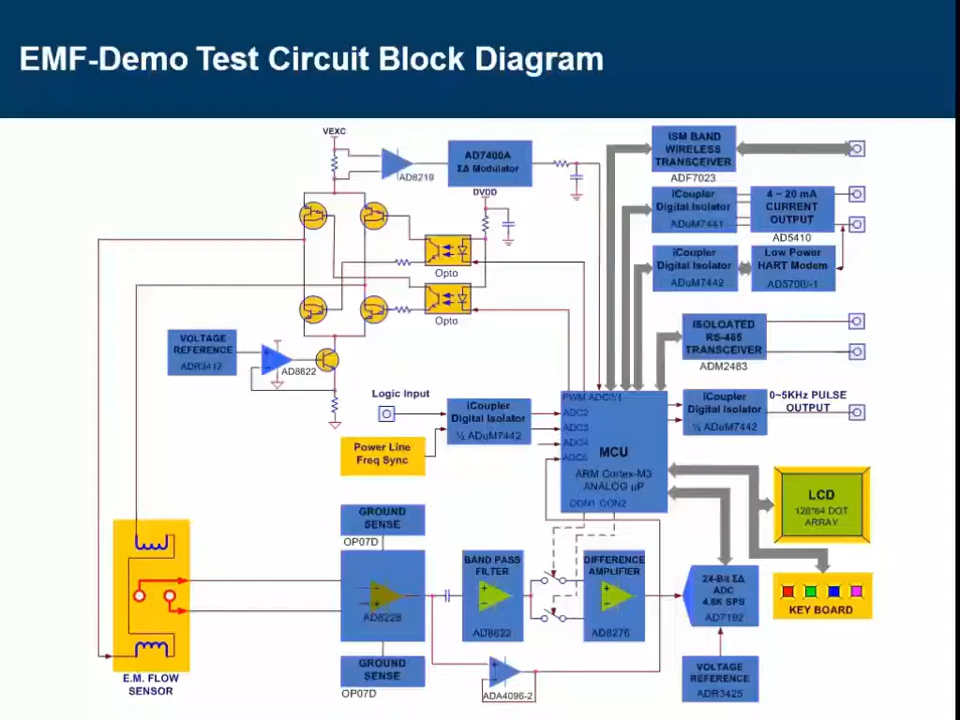 EMF-Demo Test Circuit Block Diagram
VEXC
AD8219
AD7400A
ΣΔ Modulator
DVDD
ISM BAND
WIRELESS
TRANSCEIVER
ADF7023
iCoupler
Digital Isolator
ADuM7441
4 ~ 20 mA
CURRENT
OUTPUT
AD5410
iCoupler
Digital Isolator
ADuM7442
Low Power
HART Modem
AD5700/-1
Opto
Opto
ISOLOATED
RS-485
TRANSCEIVER
ADM2483
VOLTAGE
REFERENCE
ADR3412
AD8622
Logic Input
iCoupler
Digital Isolator
½ ADuM7442
Power Line
Freq Sync
PWM ADC0/1
ADC2
ADC3
ADC4
ADC5
MCU
ARM Cortex-M3
ANALOG µP
CON1 CON2
iCoupler
Digital Isolator
½ ADuM7442
0~5KHz PULSE
OUTPUT
LCD
128*64 DOT
ARRAY
KEY BOARD
GROUND
SENSE
OP07D
AD8228
GROUND
SENSE
OP07D
BAND PASS
FILTER
AD8622
DIFFERENCE
AMPLIFIER
AD8276
24-Bit ΣΔ
ADC
4.8K SPS
AD7192
ADA4096-2
VOLTAGE
REFERENCE
ADR3425
E.M. FLOW
SENSOR